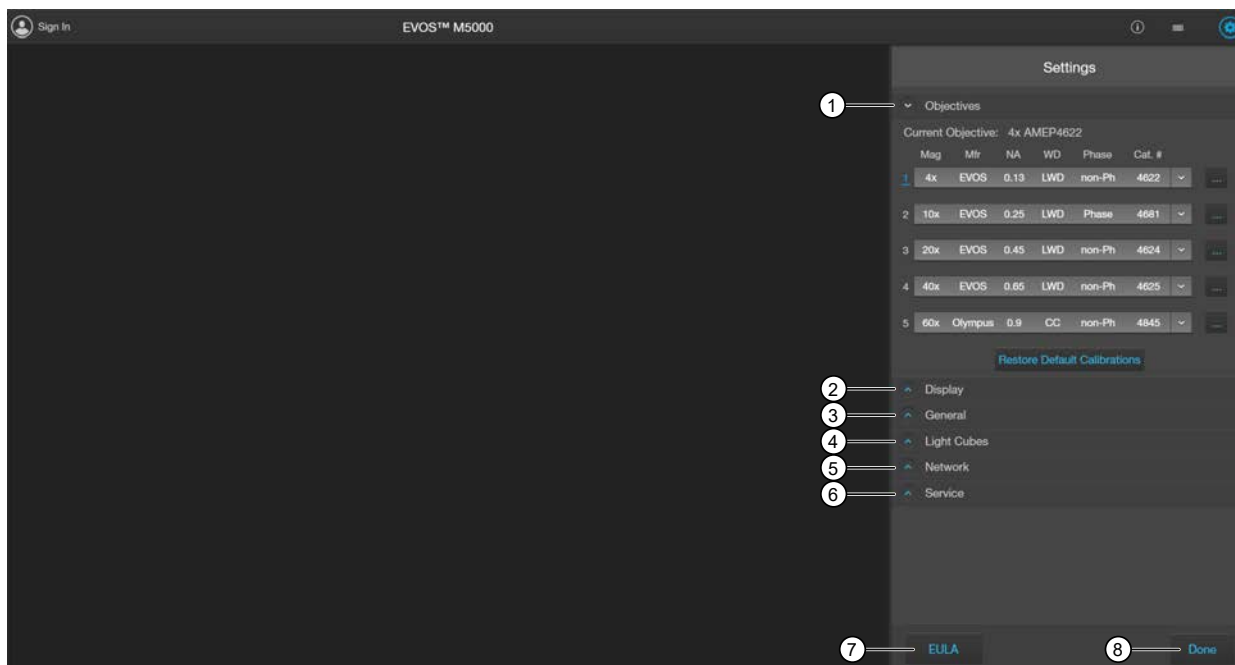 Sign In EVOS™ M5000
Settings
1 Objectives
Current Objective: 4x AMEP4622
Mag Mfr NA WD Phase Cat. #
1 4x EVOS 0.13 LWD non-Ph 4622 ...
2 10x EVOS 0.25 LWD Phase 4681 ...
3 20x EVOS 0.45 LWD non-Ph 4624 ...
4 40x EVOS 0.65 LWD non-Ph 4625 ...
5 60x Olympus 0.9 CC non-Ph 4845 ...
Restore Default Calibrations
2 Display
3 General
4 Light Cubes
5 Network
6 Service
7 EULA 8 Done